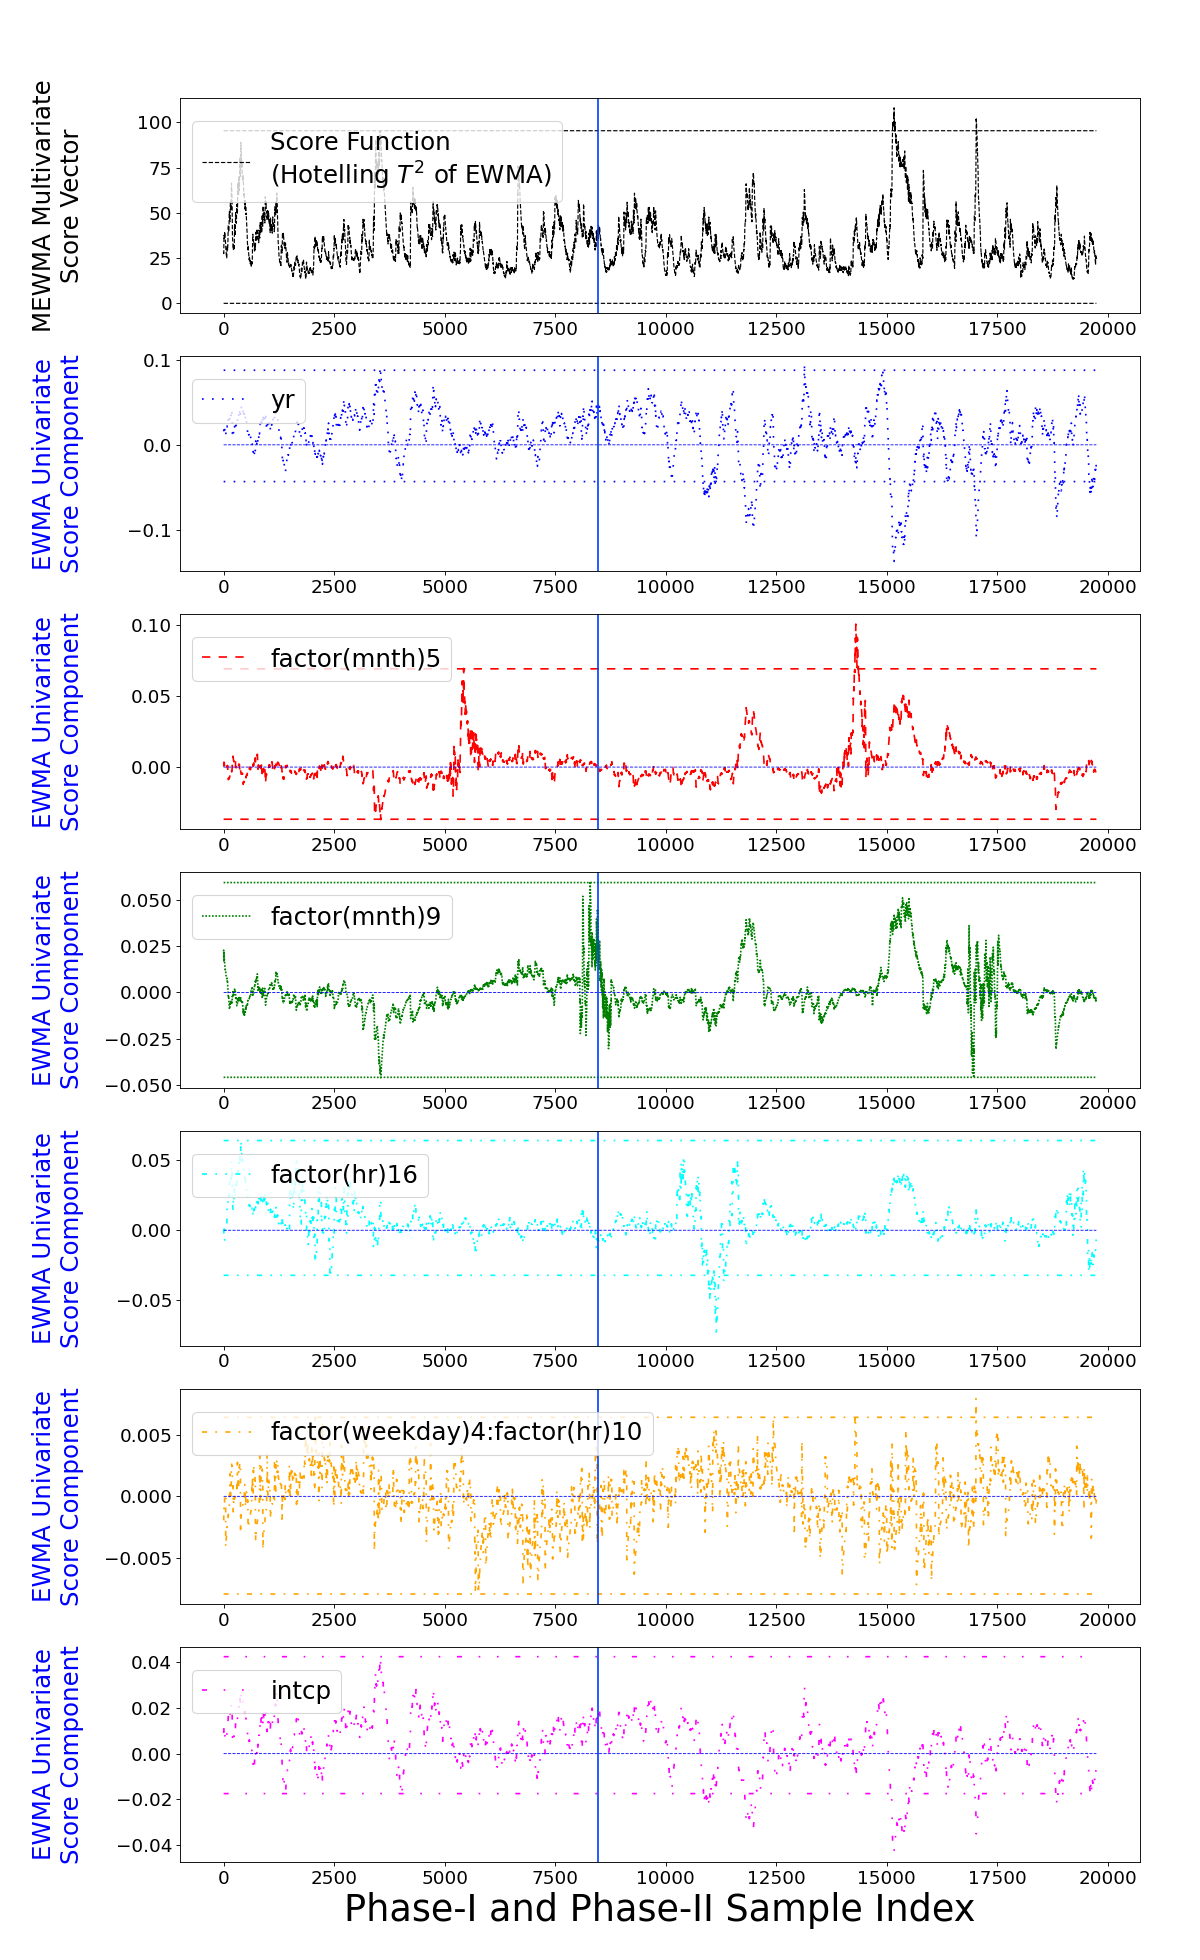 MEWMA Multivariate
Score Vector
100
75
50
25
0
Score Function
(Hotelling T² of EWMA)
0 2500 5000 7500 10000 12500 15000 17500 20000
EWMA Univariate
Score Component
0.1
0.0
−0.1
yr
0 2500 5000 7500 10000 12500 15000 17500 20000
EWMA Univariate
Score Component
0.10
0.05
0.00
factor(mnth)5
0 2500 5000 7500 10000 12500 15000 17500 20000
EWMA Univariate
Score Component
0.050
0.025
0.000
−0.025
−0.050
factor(mnth)9
0 2500 5000 7500 10000 12500 15000 17500 20000
EWMA Univariate
Score Component
0.05
0.00
−0.05
factor(hr)16
0 2500 5000 7500 10000 12500 15000 17500 20000
EWMA Univariate
Score Component
0.005
0.000
−0.005
factor(weekday)4:factor(hr)10
0 2500 5000 7500 10000 12500 15000 17500 20000
EWMA Univariate
Score Component
0.04
0.02
0.00
−0.02
−0.04
intcp
0 2500 5000 7500 10000 12500 15000 17500 20000
Phase-I and Phase-II Sample Index